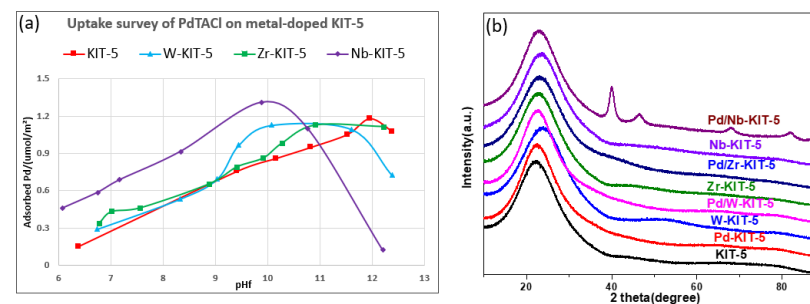 (a)
Uptake survey of PdTACl on metal-doped KIT-5
KIT-5 W-KIT-5 Zr-KIT-5 Nb-KIT-5
Adsorbed Pd/(umol/m²)
1.5
1.2
0.9
0.6
0.3
0
6 7 8 9 10 11 12 13
pHf
(b)
Intensity(a.u.)
Pd/Nb-KIT-5
Nb-KIT-5
Pd/Zr-KIT-5
Zr-KIT-5
Pd/W-KIT-5
W-KIT-5
Pd-KIT-5
KIT-5
20 40 60 80
2 theta(degree)